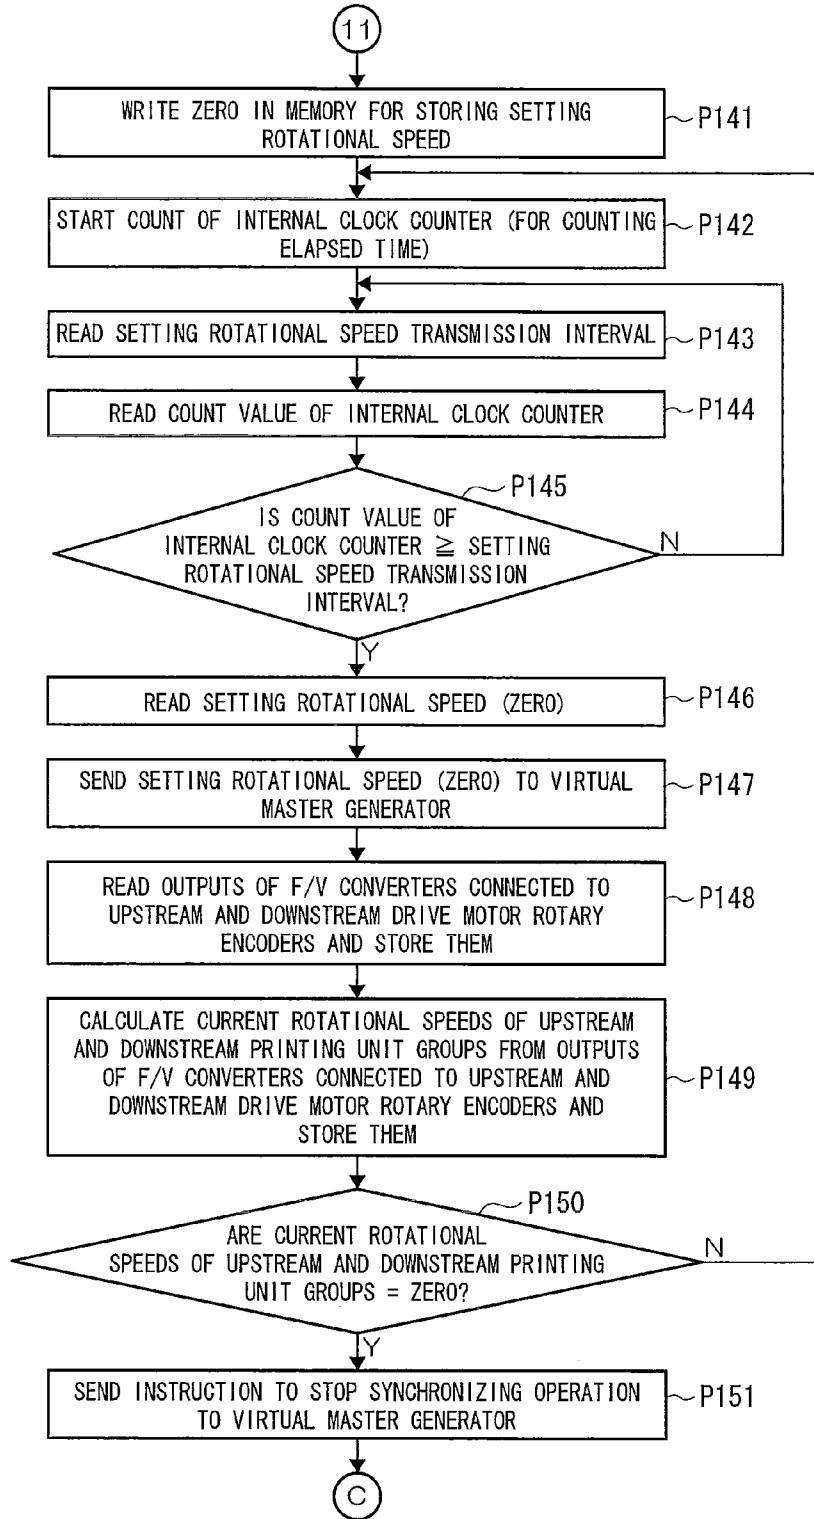 11
WRITE ZERO IN MEMORY FOR STORING SETTING
ROTATIONAL SPEED
P141
START COUNT OF INTERNAL CLOCK COUNTER (FOR COUNTING
ELAPSED TIME)
P142
READ SETTING ROTATIONAL SPEED TRANSMISSION INTERVAL
P143
READ COUNT VALUE OF INTERNAL CLOCK COUNTER
P144
P145
IS COUNT VALUE OF
INTERNAL CLOCK COUNTER ≧ SETTING
ROTATIONAL SPEED TRANSMISSION
INTERVAL?
N
Y
READ SETTING ROTATIONAL SPEED (ZERO)
P146
SEND SETTING ROTATIONAL SPEED (ZERO) TO VIRTUAL
MASTER GENERATOR
P147
READ OUTPUTS OF F/V CONVERTERS CONNECTED TO
UPSTREAM AND DOWNSTREAM DRIVE MOTOR ROTARY
ENCODERS AND STORE THEM
P148
CALCULATE CURRENT ROTATIONAL SPEEDS OF UPSTREAM
AND DOWNSTREAM PRINTING UNIT GROUPS FROM OUTPUTS
OF F/V CONVERTERS CONNECTED TO UPSTREAM AND
DOWNSTREAM DRIVE MOTOR ROTARY ENCODERS AND
STORE THEM
P149
P150
ARE CURRENT ROTATIONAL
SPEEDS OF UPSTREAM AND DOWNSTREAM PRINTING
UNIT GROUPS = ZERO?
N
Y
SEND INSTRUCTION TO STOP SYNCHRONIZING OPERATION
TO VIRTUAL MASTER GENERATOR
P151
C